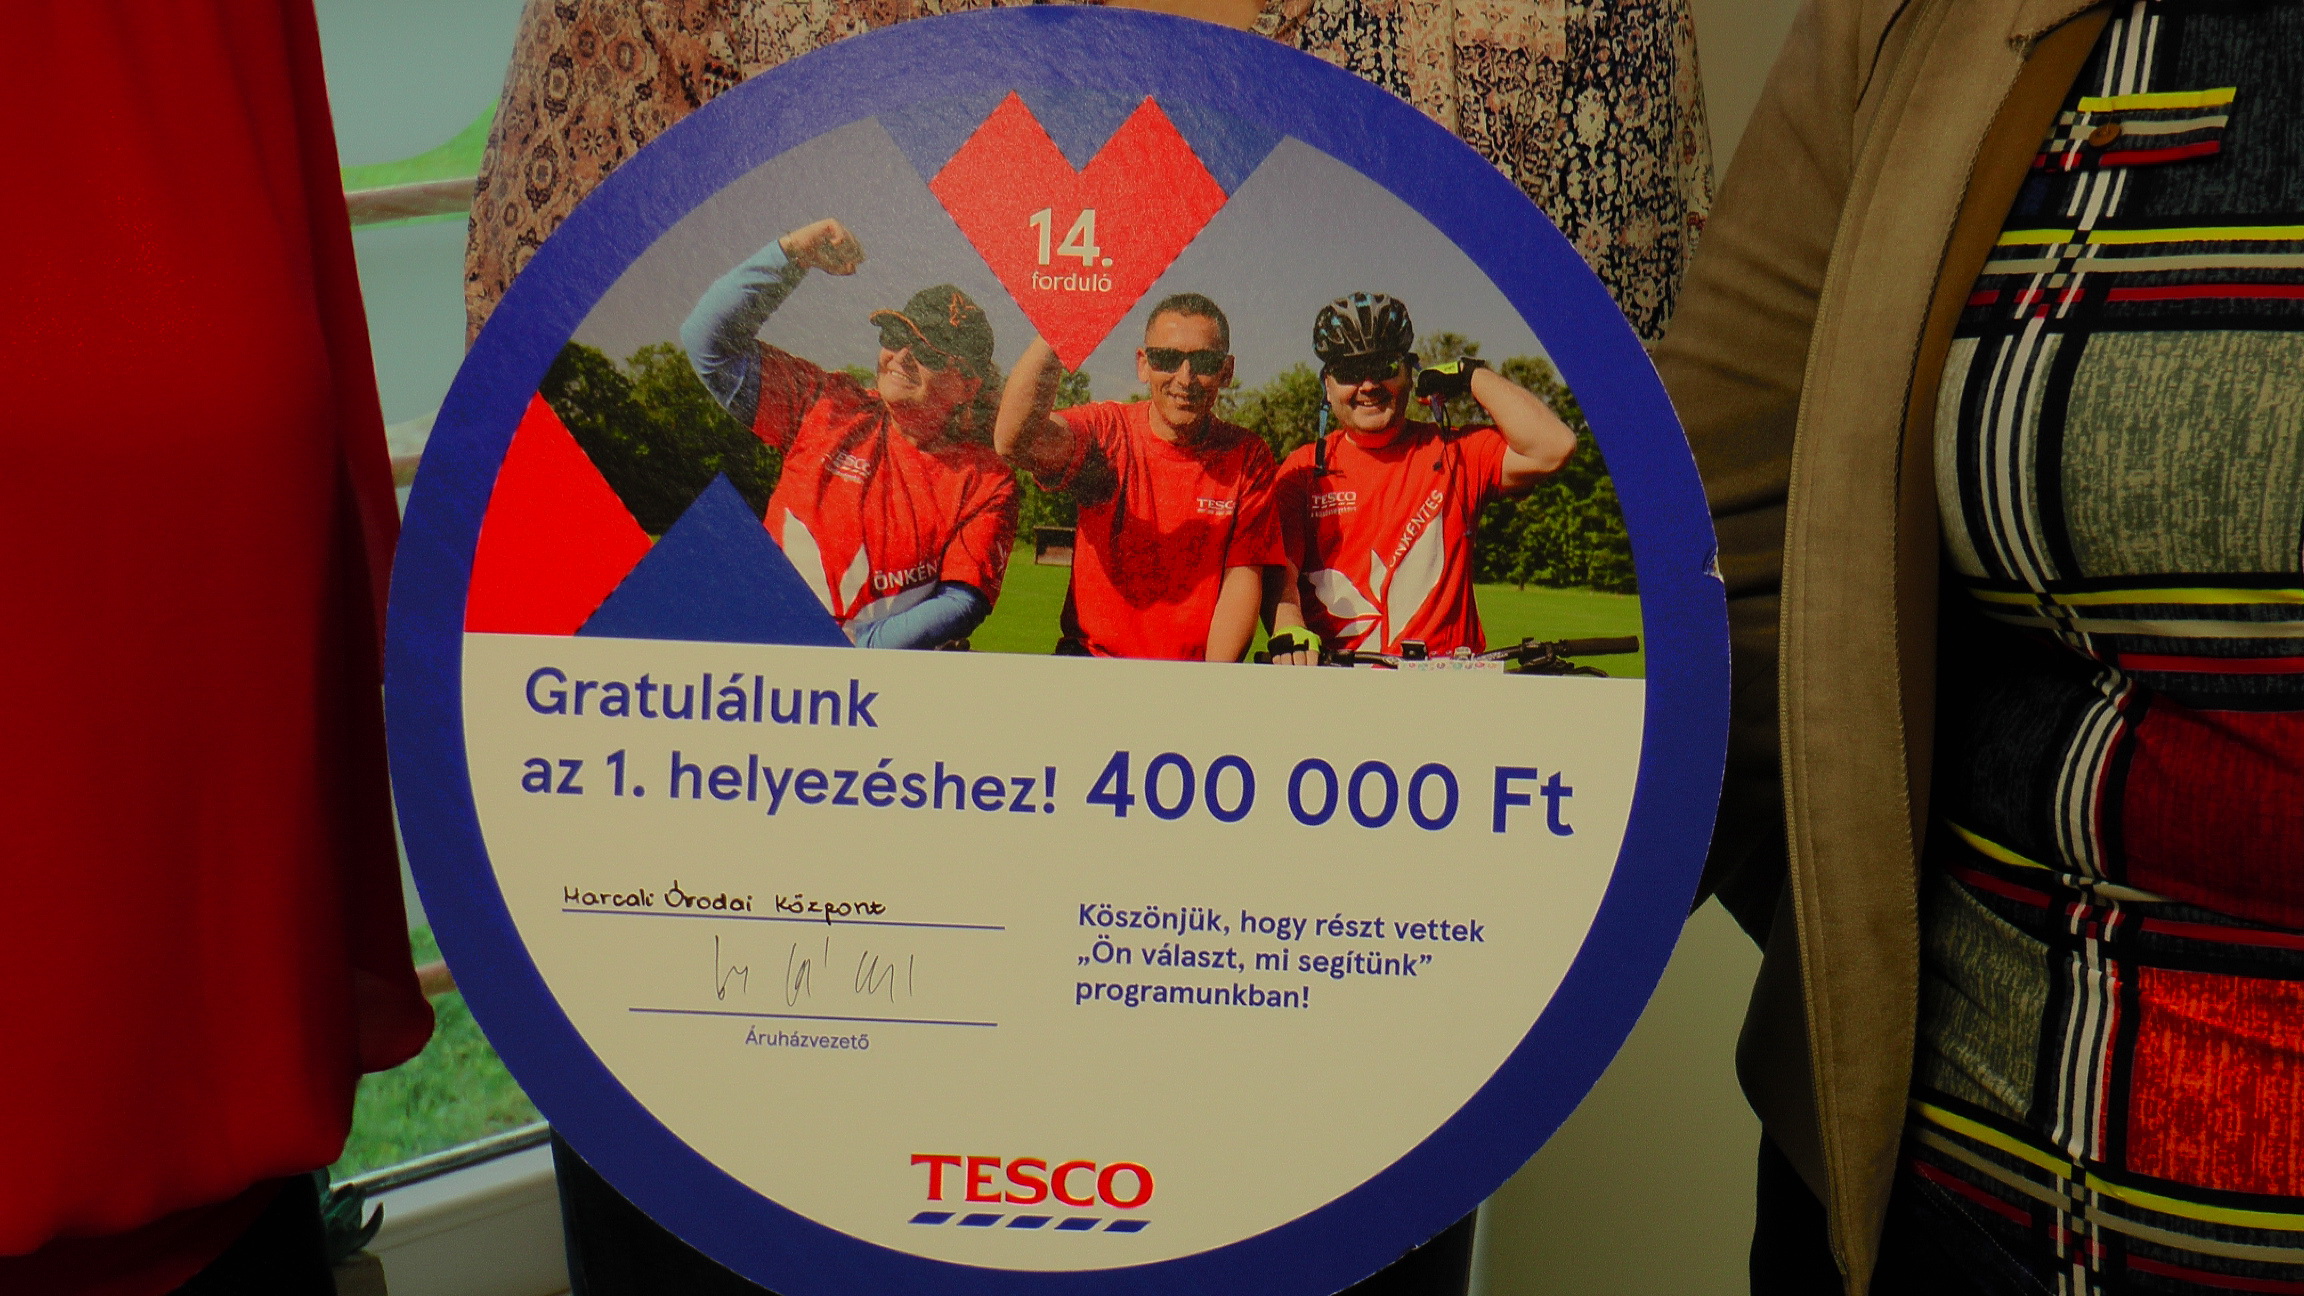 14.
forduló
TESCO
TESCO
TESCO
ÖNKÉN
ÖNKÉNTES
Gratulálunk
az 1. helyezéshez! 400 000 Ft
Marcali Óvodai Központ
Köszönjük, hogy részt vettek
„Ön választ, mi segítünk”
programunkban!
Áruházvezető
TESCO